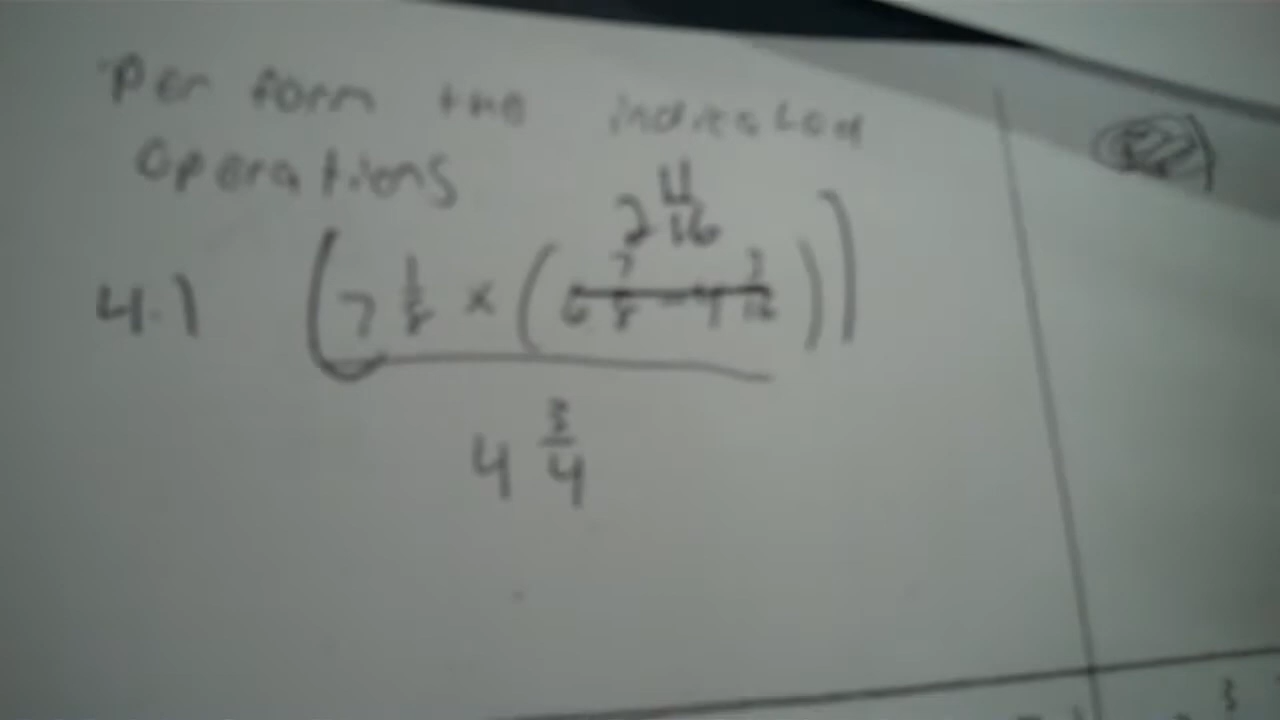 Perform the indicated
operations
2 11/16
4.1 [7 1/8 × (6 7/8 - 4 3/16)]
4 3/4
3